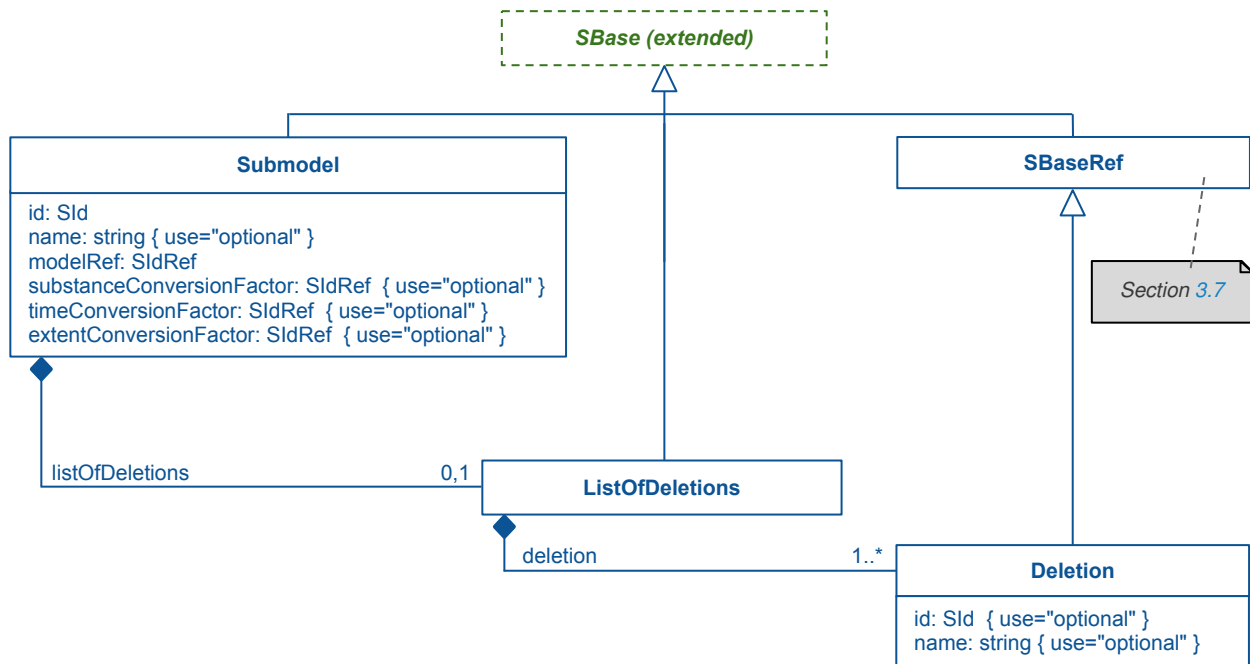 SBase (extended)
Submodel
id: SId
name: string { use="optional" }
modelRef: SIdRef
substanceConversionFactor: SIdRef { use="optional" }
timeConversionFactor: SIdRef { use="optional" }
extentConversionFactor: SIdRef { use="optional" }
SBaseRef
Section 3.7
listOfDeletions
0,1
ListOfDeletions
deletion
1..*
Deletion
id: SId { use="optional" }
name: string { use="optional" }